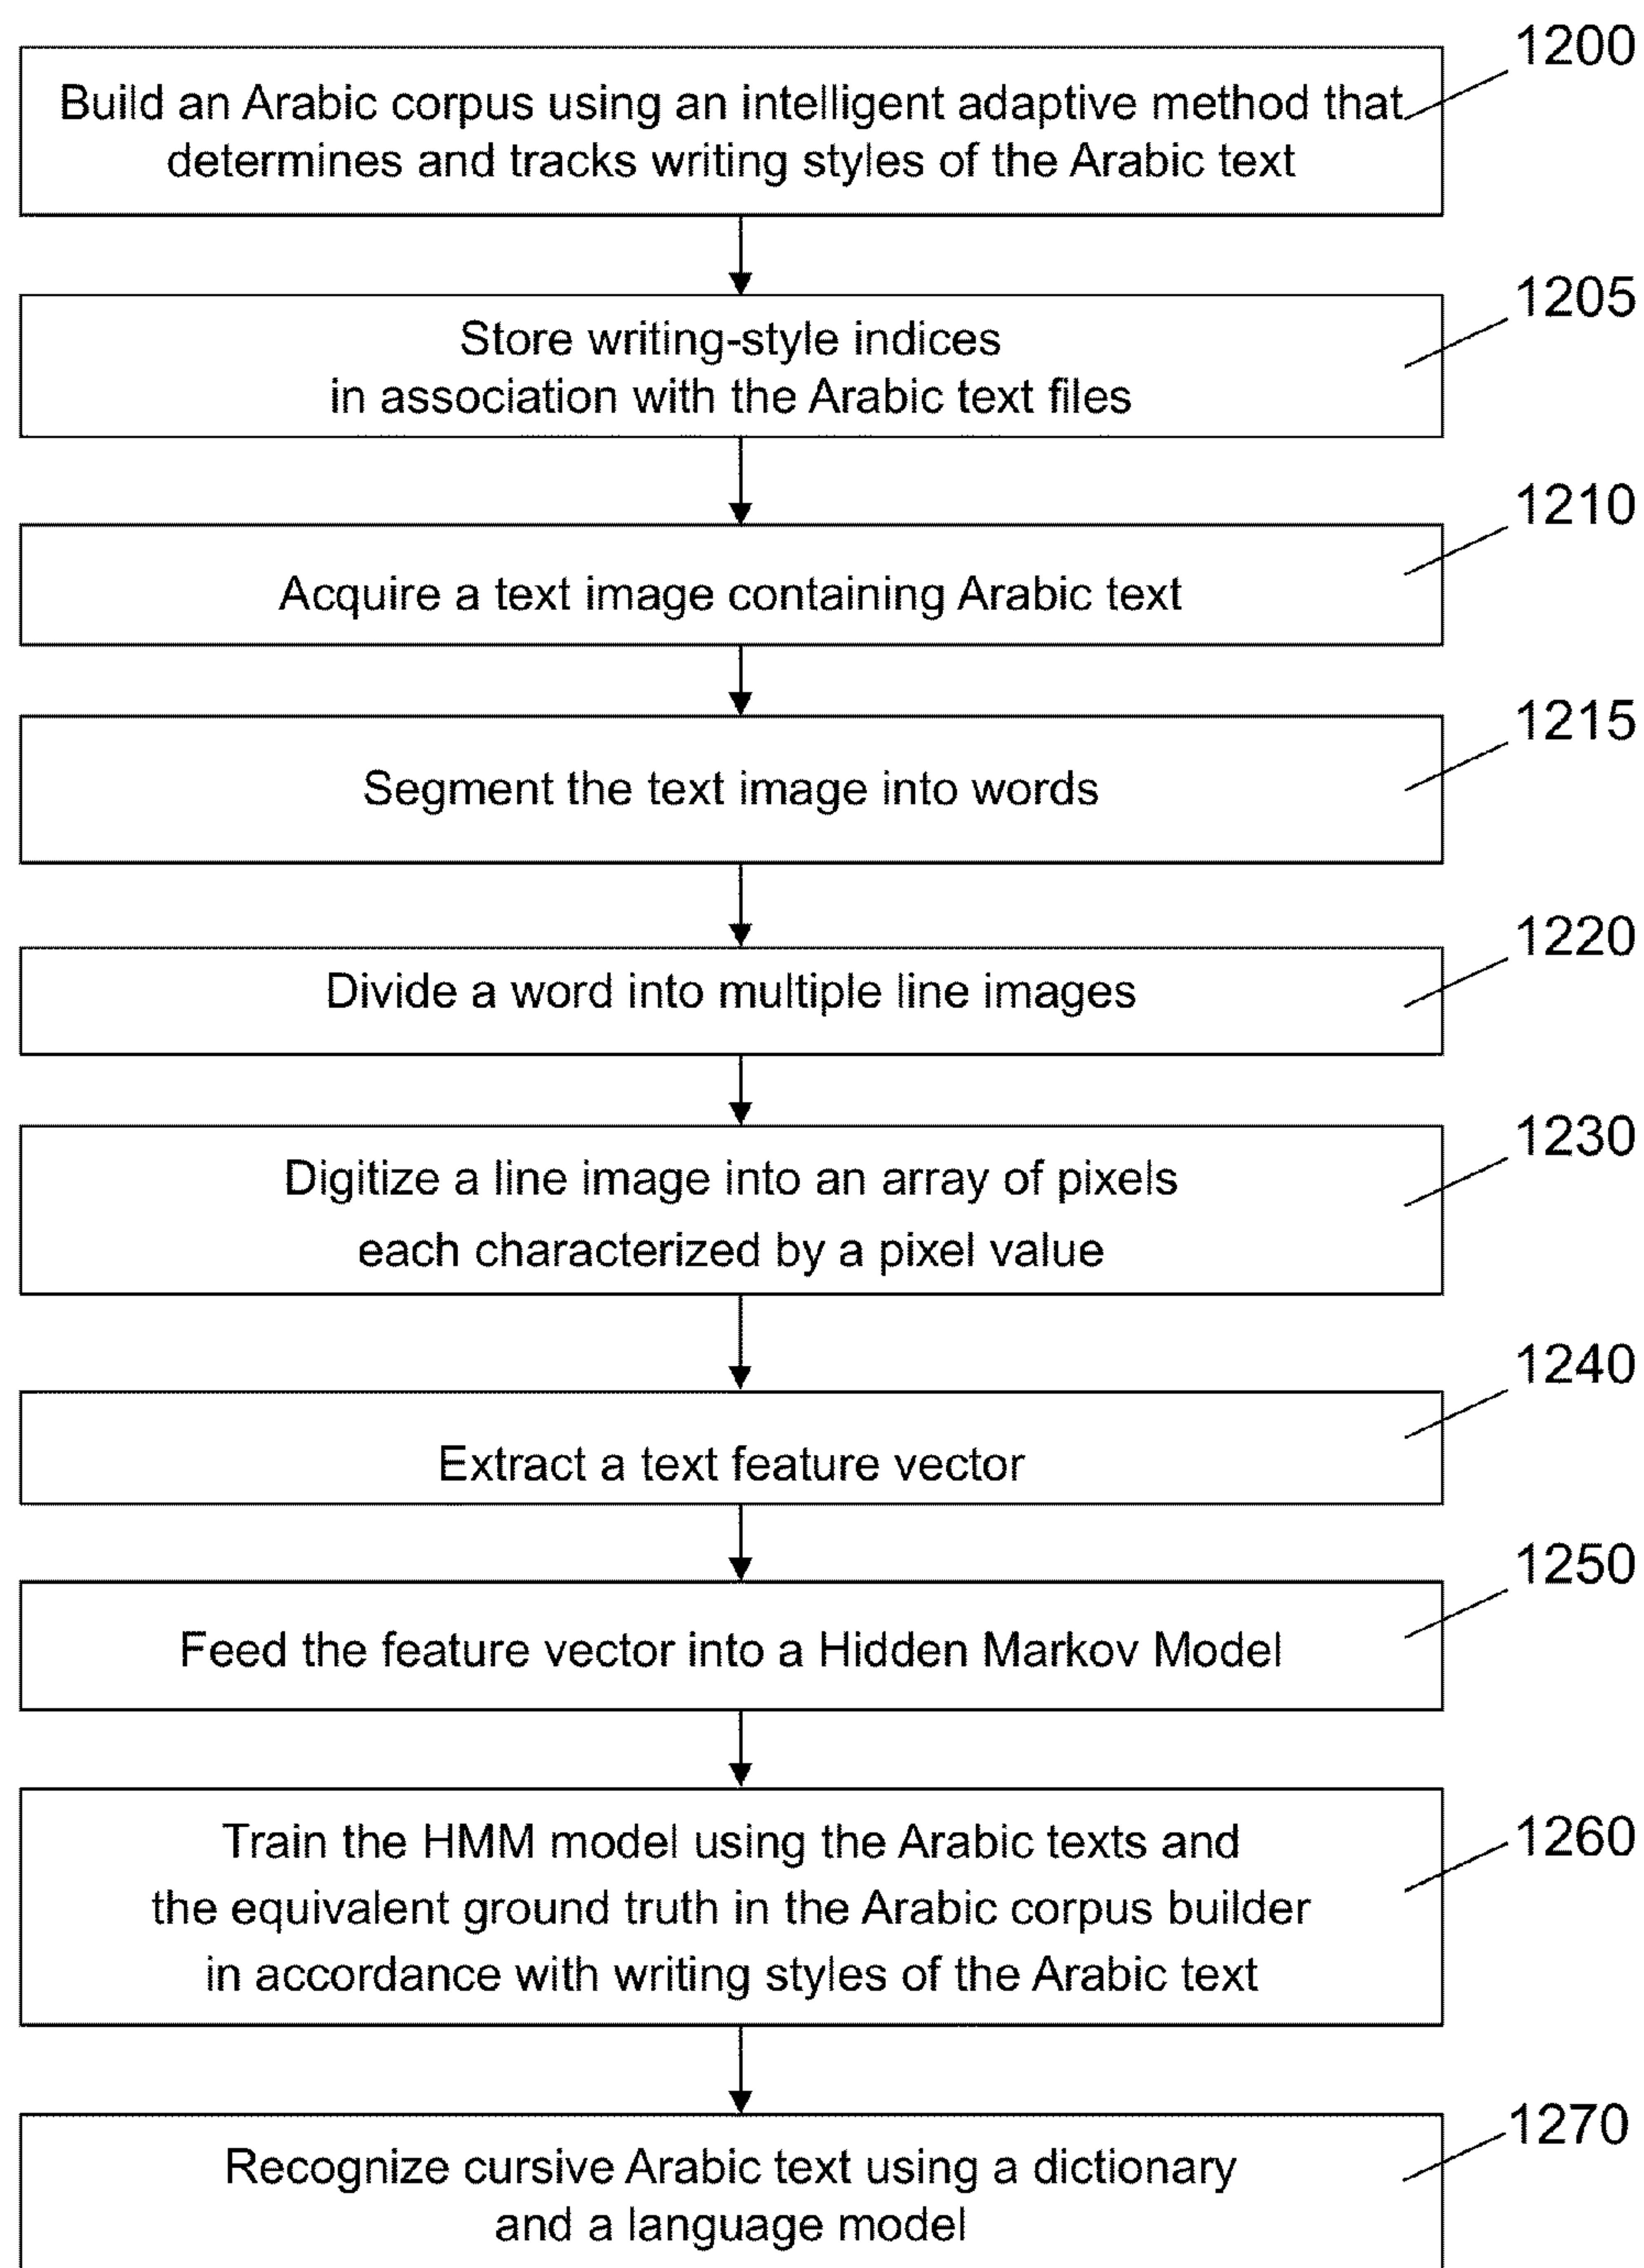 1200
Build an Arabic corpus using an intelligent adaptive method that
determines and tracks writing styles of the Arabic text
1205
Store writing-style indices
in association with the Arabic text files
1210
Acquire a text image containing Arabic text
1215
Segment the text image into words
1220
Divide a word into multiple line images
1230
Digitize a line image into an array of pixels
each characterized by a pixel value
1240
Extract a text feature vector
1250
Feed the feature vector into a Hidden Markov Model
1260
Train the HMM model using the Arabic texts and
the equivalent ground truth in the Arabic corpus builder
in accordance with writing styles of the Arabic text
1270
Recognize cursive Arabic text using a dictionary
and a language model